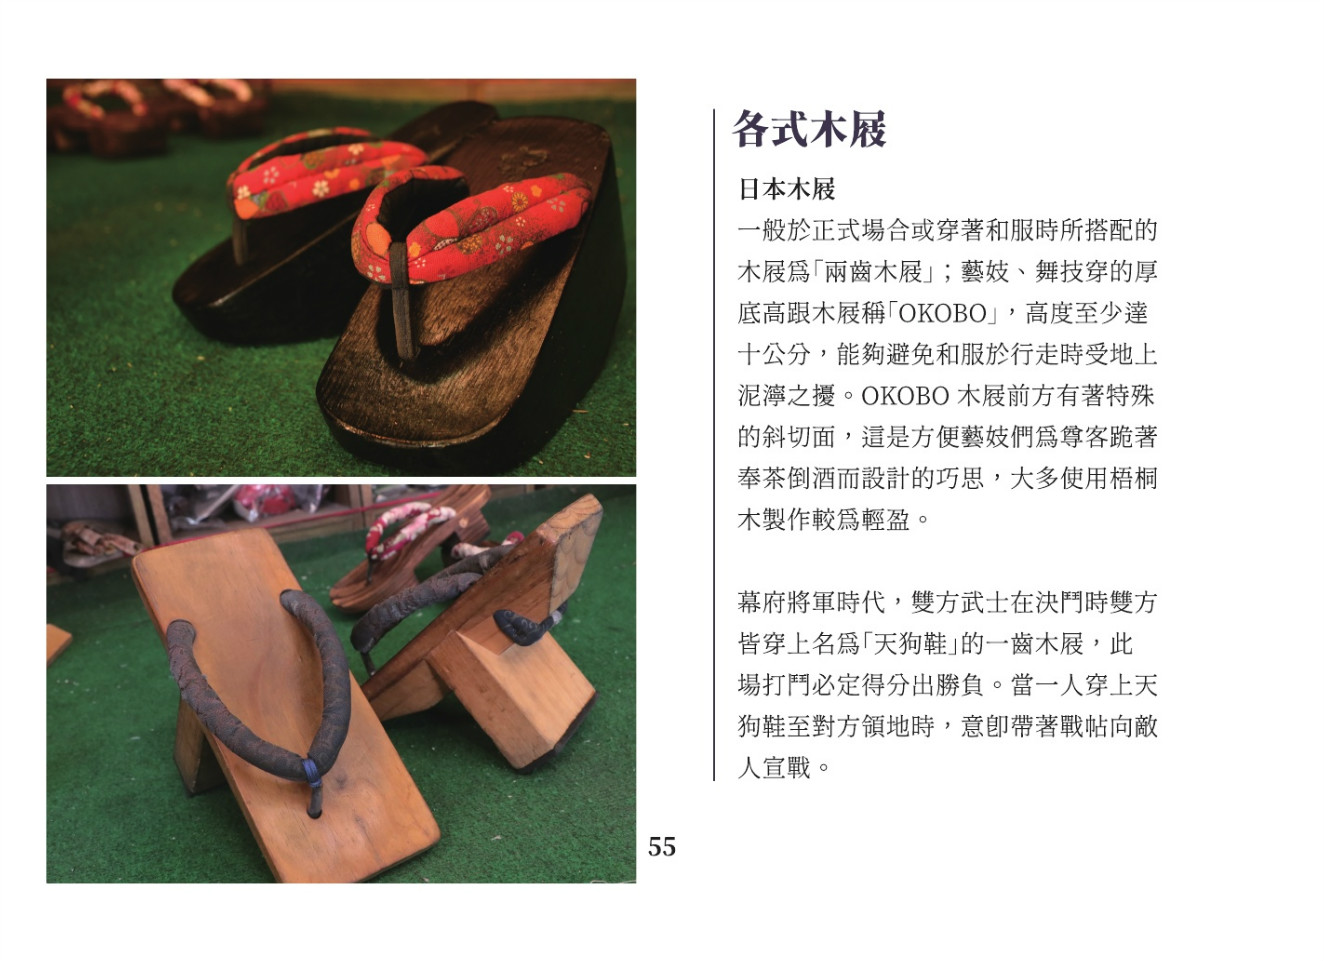 各式木屐
日本木屐
一般於正式場合或穿著和服時所搭配的
木屐為「兩齒木屐」；藝妓、舞技穿的厚
底高跟木屐稱「OKOBO」，高度至少達
十公分，能夠避免和服於行走時受地上
泥濘之擾。OKOBO 木屐前方有著特殊
的斜切面，這是方便藝妓們為尊客跪著
奉茶倒酒而設計的巧思，大多使用梧桐
木製作較為輕盈。
幕府將軍時代，雙方武士在決鬥時雙方
皆穿上名為「天狗鞋」的一齒木屐，此
場打鬥必定得分出勝負。當一人穿上天
狗鞋至對方領地時，意即帶著戰帖向敵
人宣戰。
55